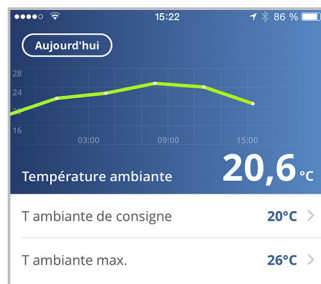 15:22
86 %
Aujourd'hui
28
24
20
16
03:00
09:00
15:00
Température ambiante
20,6 °C
T ambiante de consigne
20°C
T ambiante max.
26°C